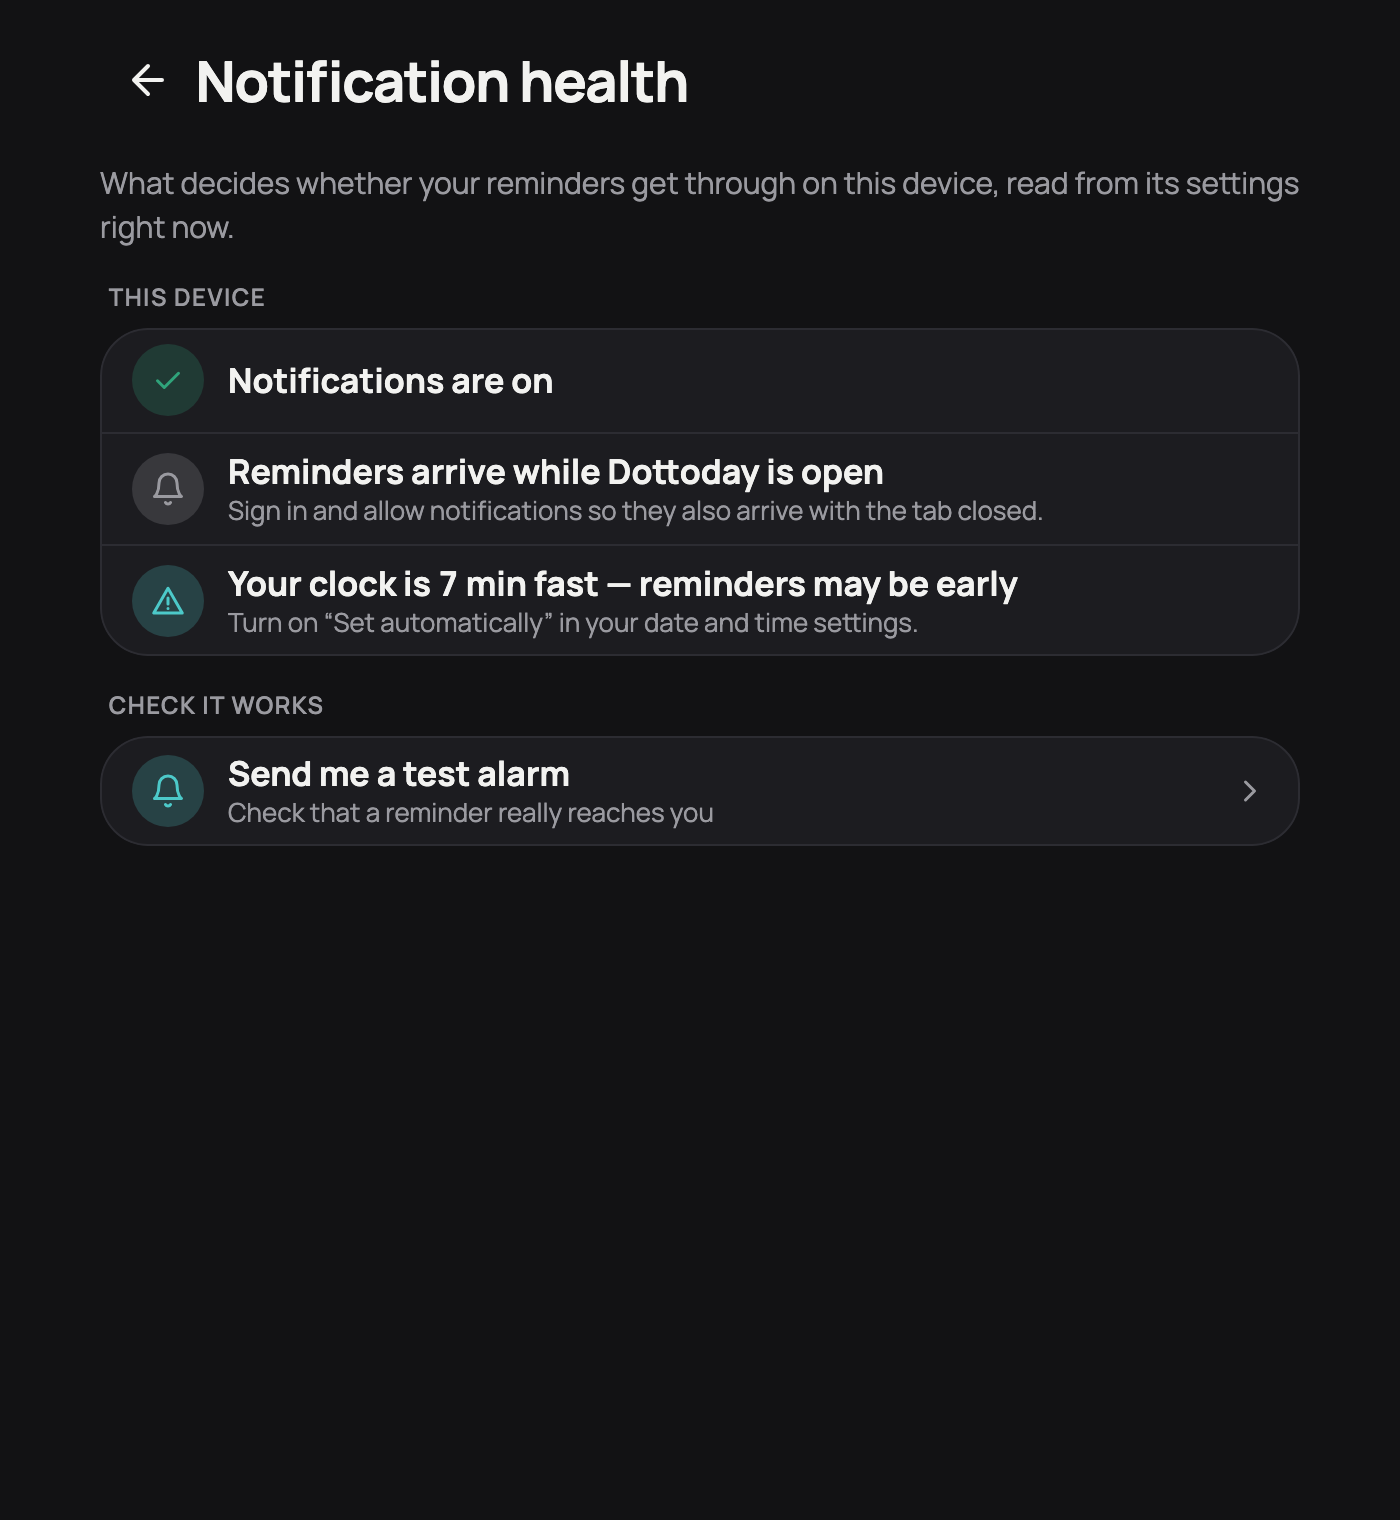 Notification health
What decides whether your reminders get through on this device, read from its settings
right now.
THIS DEVICE
Notifications are on
Reminders arrive while Dottoday is open
Sign in and allow notifications so they also arrive with the tab closed.
Your clock is 7 min fast — reminders may be early
Turn on “Set automatically” in your date and time settings.
CHECK IT WORKS
Send me a test alarm
Check that a reminder really reaches you